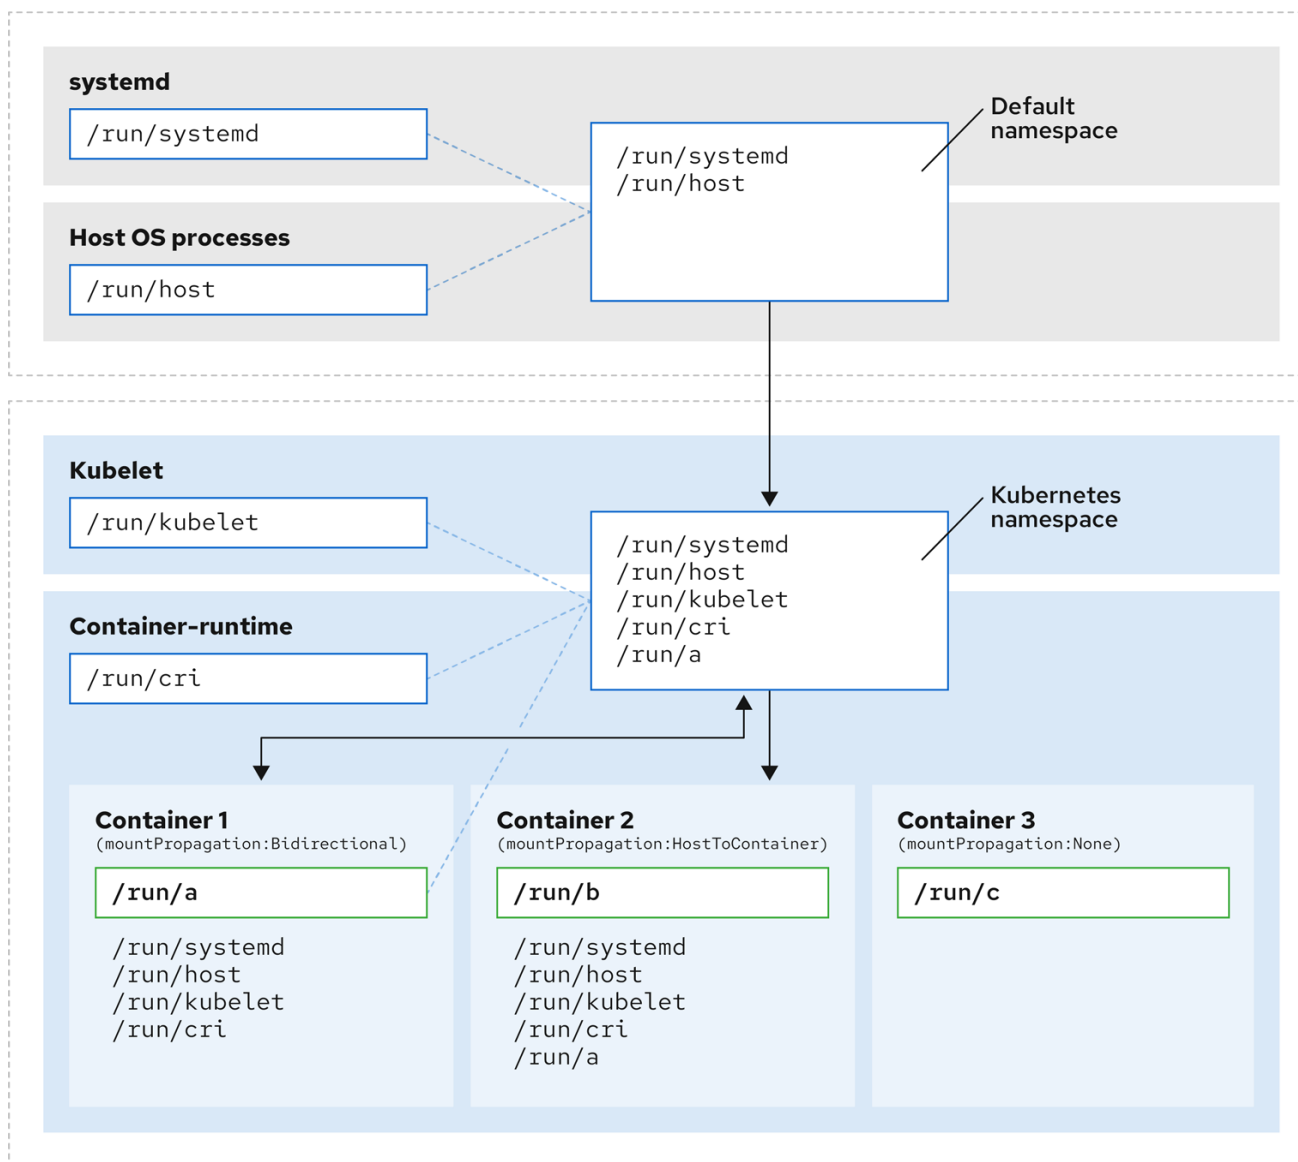 systemd
/run/systemd
Default
namespace
/run/systemd
/run/host
Host OS processes
/run/host
Kubelet
/run/kubelet
Kubernetes
namespace
/run/systemd
/run/host
/run/kubelet
/run/cri
/run/a
Container-runtime
/run/cri
Container 1
(mountPropagation:Bidirectional)
/run/a
/run/systemd
/run/host
/run/kubelet
/run/cri
Container 2
(mountPropagation:HostToContainer)
/run/b
/run/systemd
/run/host
/run/kubelet
/run/cri
/run/a
Container 3
(mountPropagation:None)
/run/c